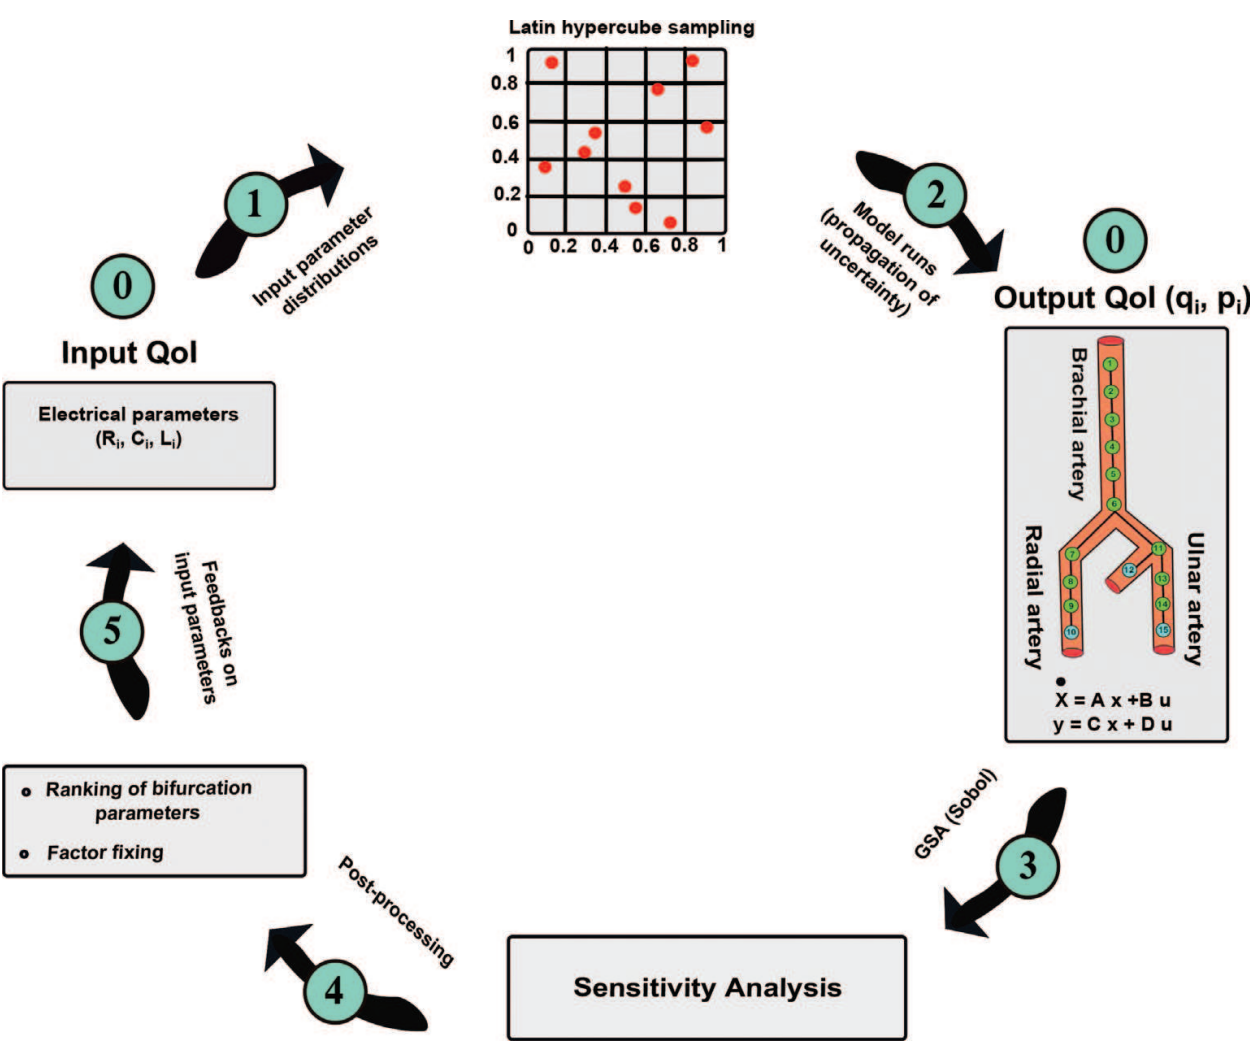 Latin hypercube sampling
1
0.8
0.6
0.4
0.2
0
0 0.2 0.4 0.6 0.8 1
1
Input parameter
distributions
2
Model runs
(propagation of
uncertainty)
0
Input QoI
Electrical parameters
(Ri, Ci, Li)
0
Output QoI (qi, pi)
Brachial artery
Radial artery
Ulnar artery
1
2
3
4
5
6
7
8
9
10
11
12
13
14
15
Ẋ = A x +B u
y = C x + D u
3
GSA (Sobol)
Sensitivity Analysis
4
Post-processing
Ranking of bifurcation
parameters
Factor fixing
5
Feedbacks on
input parameters